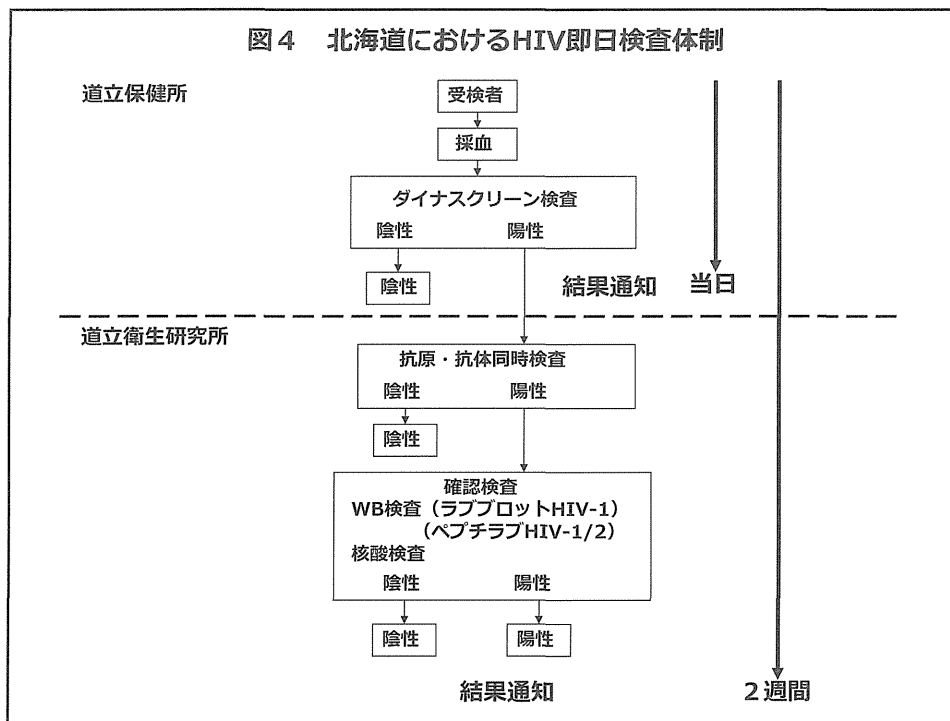 図４　北海道におけるHIV即日検査体制
道立保健所
受検者
採血
ダイナスクリーン検査
陰性　陽性
陰性
結果通知　当日
道立衛生研究所
抗原・抗体同時検査
陰性　陽性
陰性
確認検査
WB検査（ラブブロットHIV-1）
（ペプチラブHIV-1/2）
核酸検査
陰性　陽性
陰性　陽性
結果通知　２週間